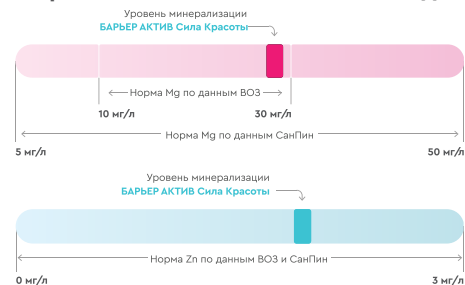 Уровень минерализации
БАРЬЕР АКТИВ Сила Красоты
Норма Mg по данным ВОЗ
10 мг/л 30 мг/л
Норма Mg по данным СанПин
5 мг/л 50 мг/л
Уровень минерализации
БАРЬЕР АКТИВ Сила Красоты
Норма Zn по данным ВОЗ и СанПин
0 мг/л 3 мг/л